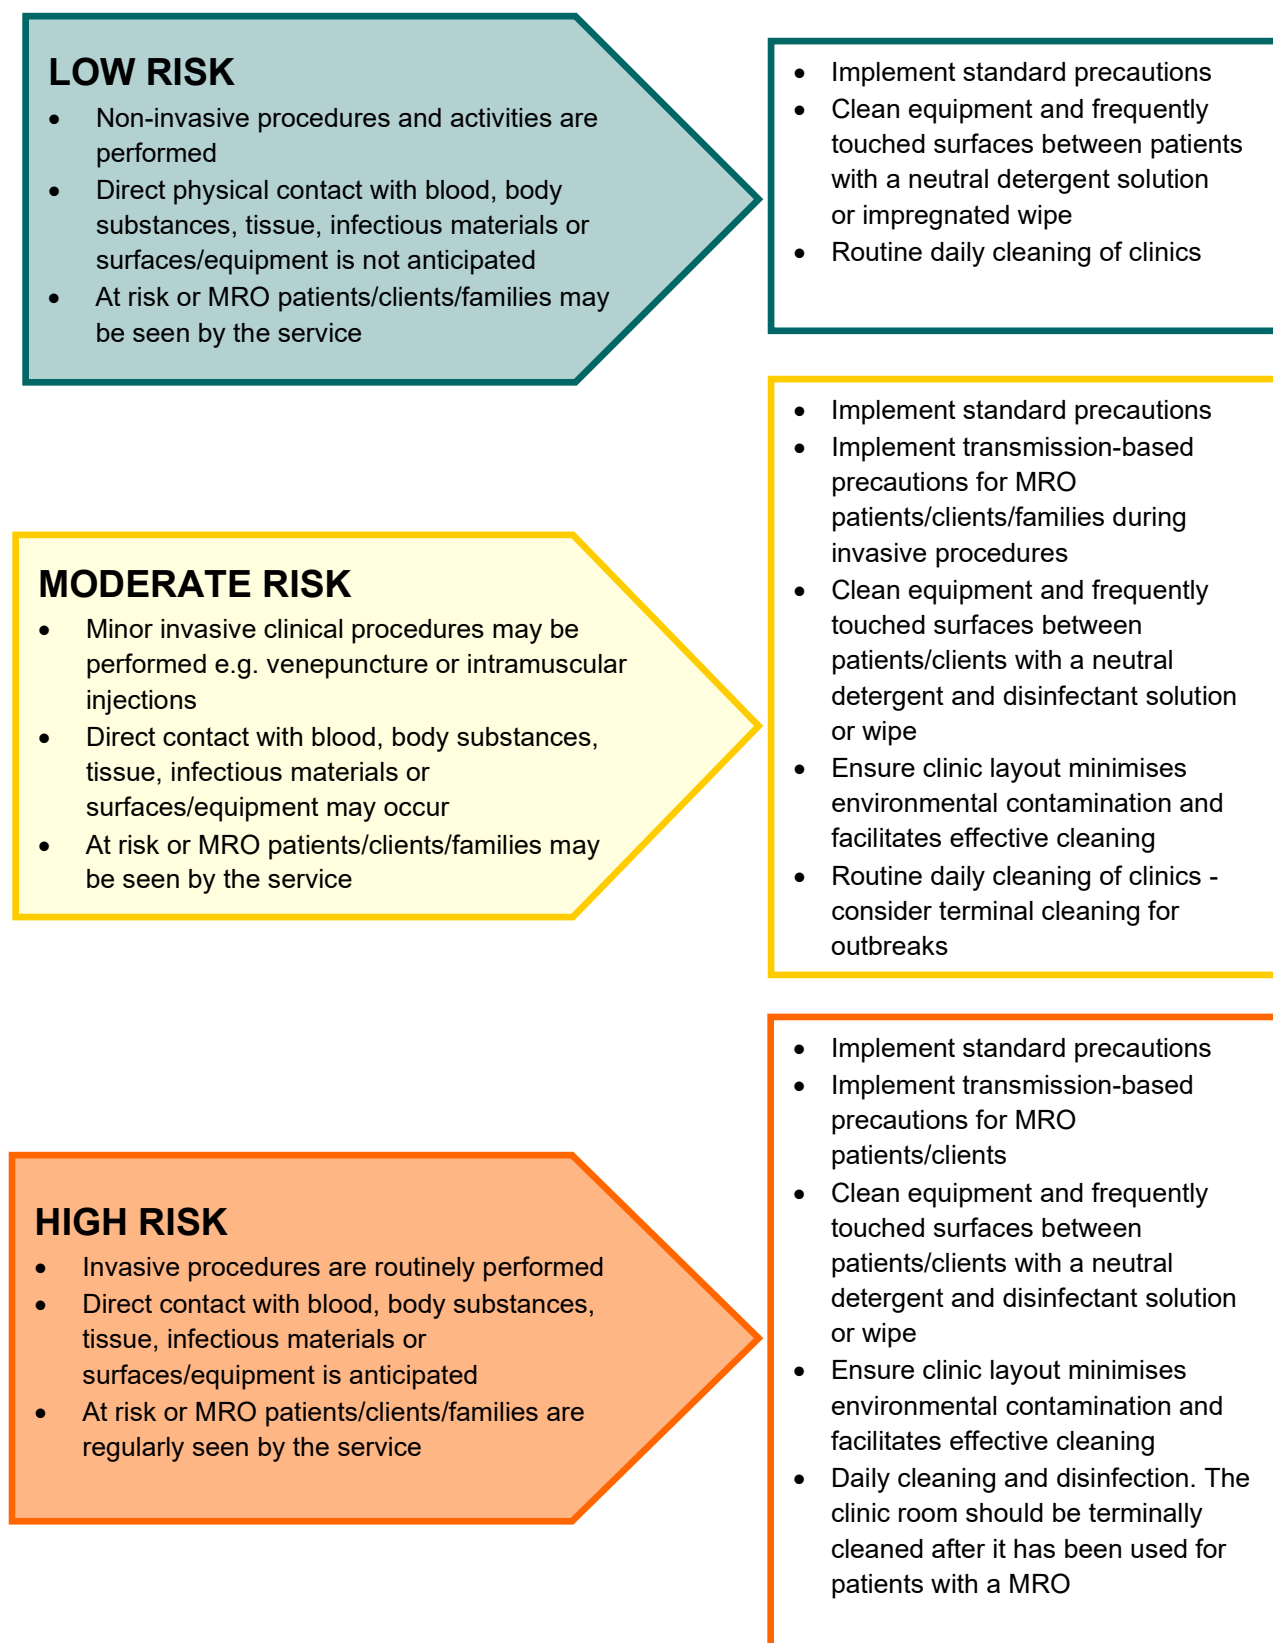 LOW RISK
• Non-invasive procedures and activities are
performed
• Direct physical contact with blood, body
substances, tissue, infectious materials or
surfaces/equipment is not anticipated
• At risk or MRO patients/clients/families may
be seen by the service
• Implement standard precautions
• Clean equipment and frequently
touched surfaces between patients
with a neutral detergent solution
or impregnated wipe
• Routine daily cleaning of clinics
MODERATE RISK
• Minor invasive clinical procedures may be
performed e.g. venepuncture or intramuscular
injections
• Direct contact with blood, body substances,
tissue, infectious materials or
surfaces/equipment may occur
• At risk or MRO patients/clients/families may
be seen by the service
• Implement standard precautions
• Implement transmission-based
precautions for MRO
patients/clients/families during
invasive procedures
• Clean equipment and frequently
touched surfaces between
patients/clients with a neutral
detergent and disinfectant solution
or wipe
• Ensure clinic layout minimises
environmental contamination and
facilitates effective cleaning
• Routine daily cleaning of clinics -
consider terminal cleaning for
outbreaks
HIGH RISK
• Invasive procedures are routinely performed
• Direct contact with blood, body substances,
tissue, infectious materials or
surfaces/equipment is anticipated
• At risk or MRO patients/clients/families are
regularly seen by the service
• Implement standard precautions
• Implement transmission-based
precautions for MRO
patients/clients
• Clean equipment and frequently
touched surfaces between
patients/clients with a neutral
detergent and disinfectant solution
or wipe
• Ensure clinic layout minimises
environmental contamination and
facilitates effective cleaning
• Daily cleaning and disinfection. The
clinic room should be terminally
cleaned after it has been used for
patients with a MRO